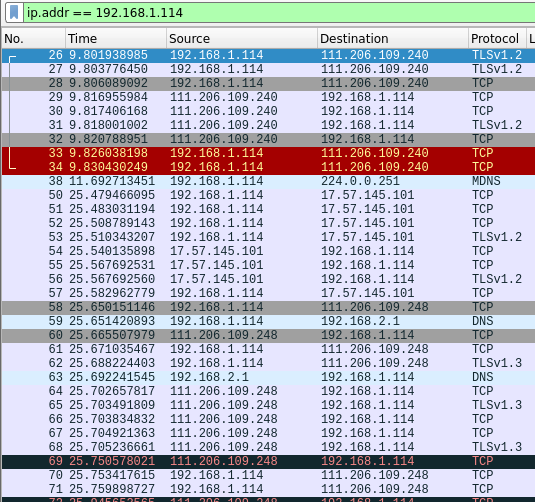 ip.addr == 192.168.1.114
No. Time Source Destination Protocol L
26 9.801938985 192.168.1.114 111.206.109.240 TLSv1.2
27 9.803776450 192.168.1.114 111.206.109.240 TLSv1.2
28 9.806089092 192.168.1.114 111.206.109.240 TCP
29 9.816955984 111.206.109.240 192.168.1.114 TCP
30 9.817406168 192.168.1.114 111.206.109.240 TCP
31 9.818001002 111.206.109.240 192.168.1.114 TLSv1.2
32 9.820788951 111.206.109.240 192.168.1.114 TCP
33 9.826038198 192.168.1.114 111.206.109.240 TCP
34 9.830430249 192.168.1.114 111.206.109.240 TCP
38 11.692713451 192.168.1.114 224.0.0.251 MDNS
50 25.479466095 192.168.1.114 17.57.145.101 TCP
51 25.483031194 192.168.1.114 17.57.145.101 TCP
52 25.508789143 192.168.1.114 17.57.145.101 TCP
53 25.510343207 192.168.1.114 17.57.145.101 TLSv1.2
54 25.540135898 17.57.145.101 192.168.1.114 TCP
55 25.567692531 17.57.145.101 192.168.1.114 TCP
56 25.567692560 17.57.145.101 192.168.1.114 TLSv1.2
57 25.582962779 192.168.1.114 17.57.145.101 TCP
58 25.650151146 192.168.1.114 111.206.109.248 TCP
59 25.651420893 192.168.1.114 192.168.2.1 DNS
60 25.665507979 111.206.109.248 192.168.1.114 TCP
61 25.671035467 192.168.1.114 111.206.109.248 TCP
62 25.688224403 192.168.1.114 111.206.109.248 TLSv1.3
63 25.692241545 192.168.2.1 192.168.1.114 DNS
64 25.702657817 111.206.109.248 192.168.1.114 TCP
65 25.703491809 111.206.109.248 192.168.1.114 TLSv1.3
66 25.703834832 111.206.109.248 192.168.1.114 TCP
67 25.704921363 111.206.109.248 192.168.1.114 TCP
68 25.705236661 111.206.109.248 192.168.1.114 TLSv1.3
69 25.750578021 111.206.109.248 192.168.1.114 TCP
70 25.753417615 192.168.1.114 111.206.109.248 TCP
71 25.759898727 192.168.1.114 111.206.109.248 TCP